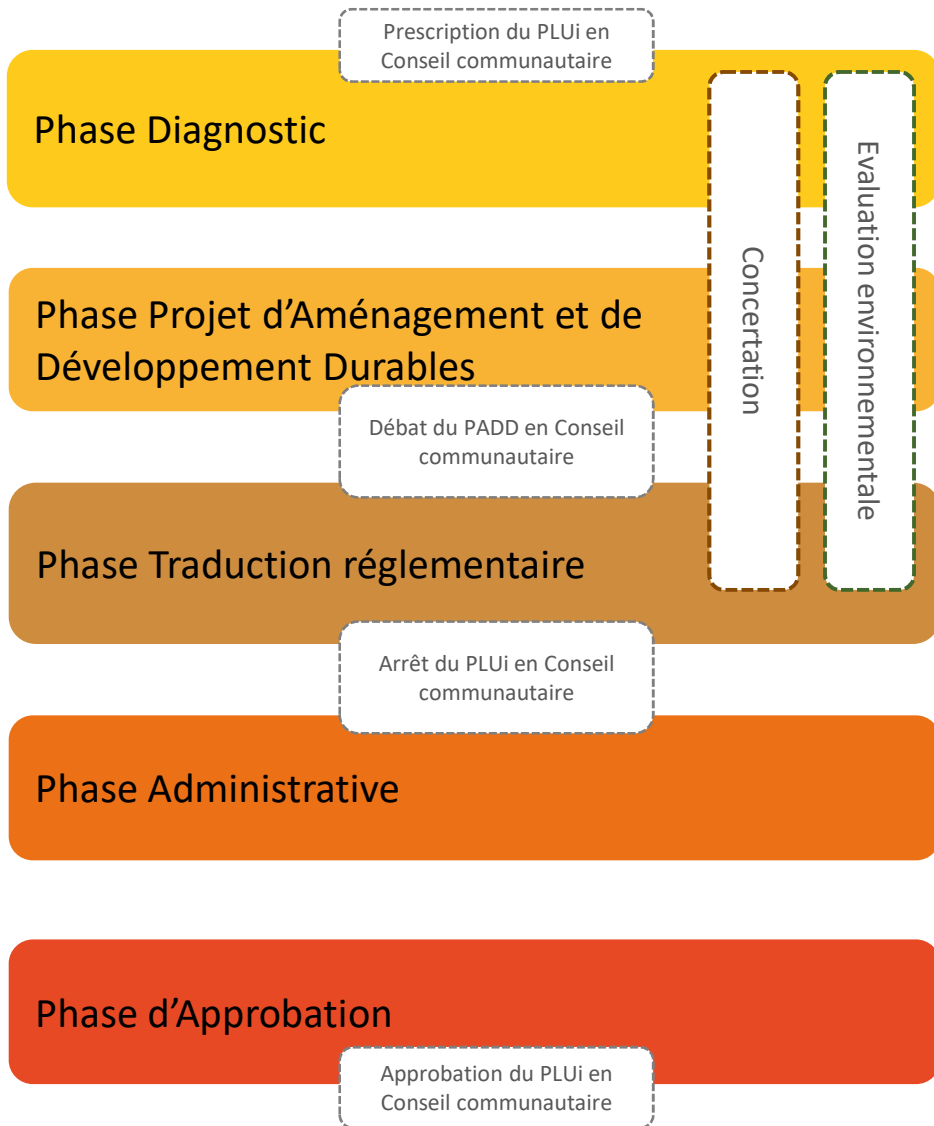 Prescription du PLUi en
Conseil communautaire
Phase Diagnostic
Concertation
Evaluation environnementale
Phase Projet d’Aménagement et de
Développement Durables
Débat du PADD en Conseil
communautaire
Phase Traduction réglementaire
Arrêt du PLUi en Conseil
communautaire
Phase Administrative
Phase d’Approbation
Approbation du PLUi en
Conseil communautaire